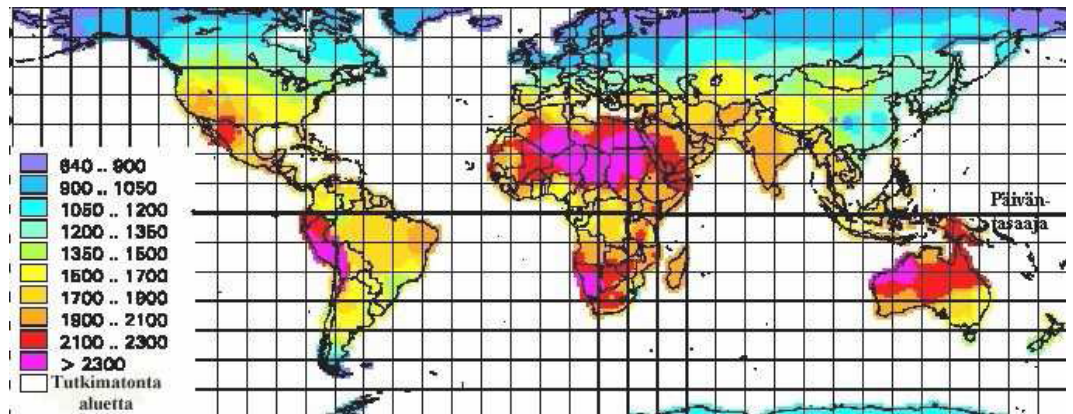 840 .. 900
900 .. 1050
1050 .. 1200
1200 .. 1350
1350 .. 1500
1500 .. 1700
1700 .. 1900
1900 .. 2100
2100 .. 2300
> 2300
Tutkimatonta
aluetta
Päivän-
tasaaja